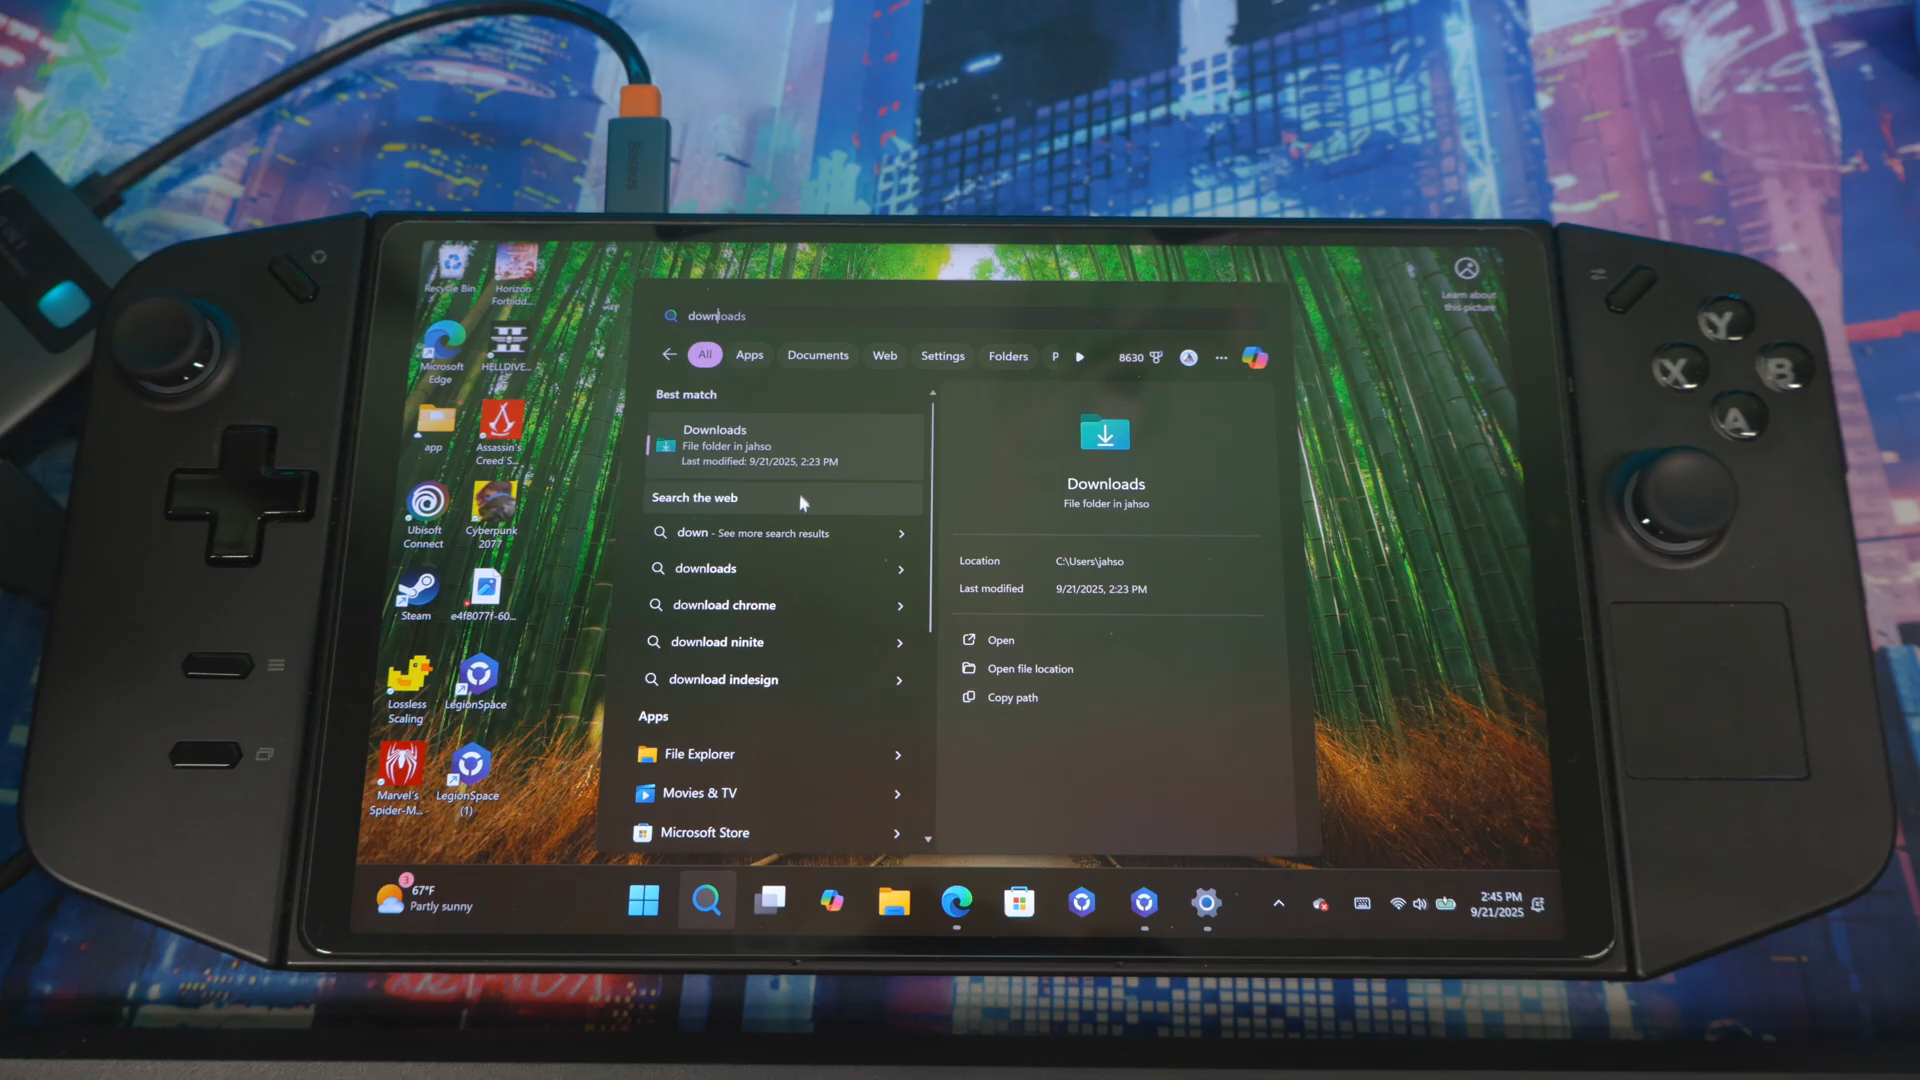 Baseus
Recycle Bin
Horizon
Forbidd...
Learn about
this picture
Microsoft
Edge
HELLDIVE...
app
Assassin's
Creed S...
Ubisoft
Connect
Cyberpunk
2077
Steam
e4f8077f-60...
Lossless
Scaling
LegionSpace
Marvel's
Spider-M...
LegionSpace
(1)
downloads
All Apps Documents Web Settings Folders P 8630
Best match
Downloads
File folder in jahso
Last modified: 9/21/2025, 2:23 PM
Search the web
down - See more search results
downloads
download chrome
download ninite
download indesign
Apps
File Explorer
Movies & TV
Microsoft Store
Downloads
File folder in jahso
Location C:\Users\jahso
Last modified 9/21/2025, 2:23 PM
Open
Open file location
Copy path
3
67°F
Partly sunny
2:45 PM
9/21/2025
Y
X
B
A